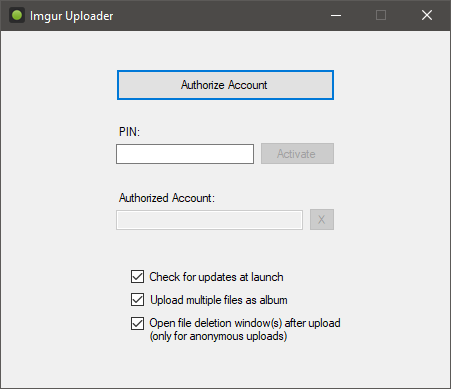 Imgur Uploader
Authorize Account
PIN:
Activate
Authorized Account:
X
Check for updates at launch
Upload multiple files as album
Open file deletion window(s) after upload
(only for anonymous uploads)